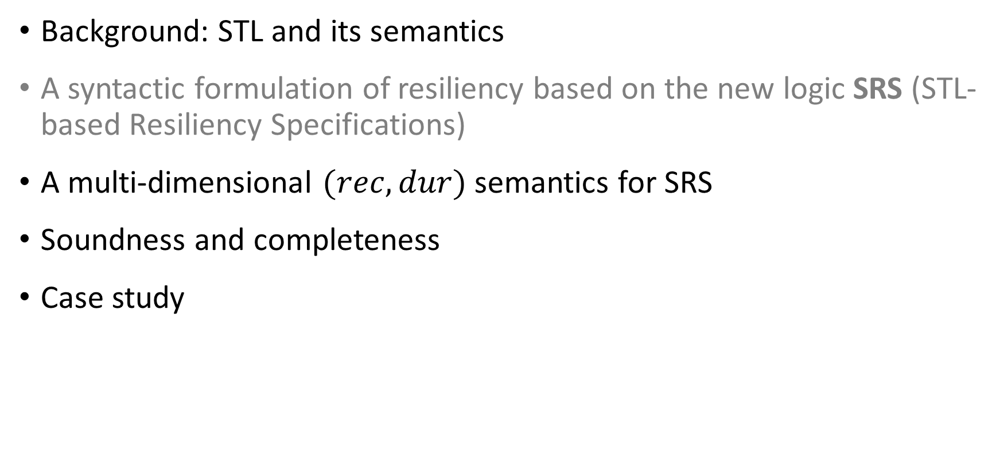 • Background: STL and its semantics
• A syntactic formulation of resiliency based on the new logic SRS (STL-
based Resiliency Specifications)
• A multi-dimensional (rec, dur) semantics for SRS
• Soundness and completeness
• Case study